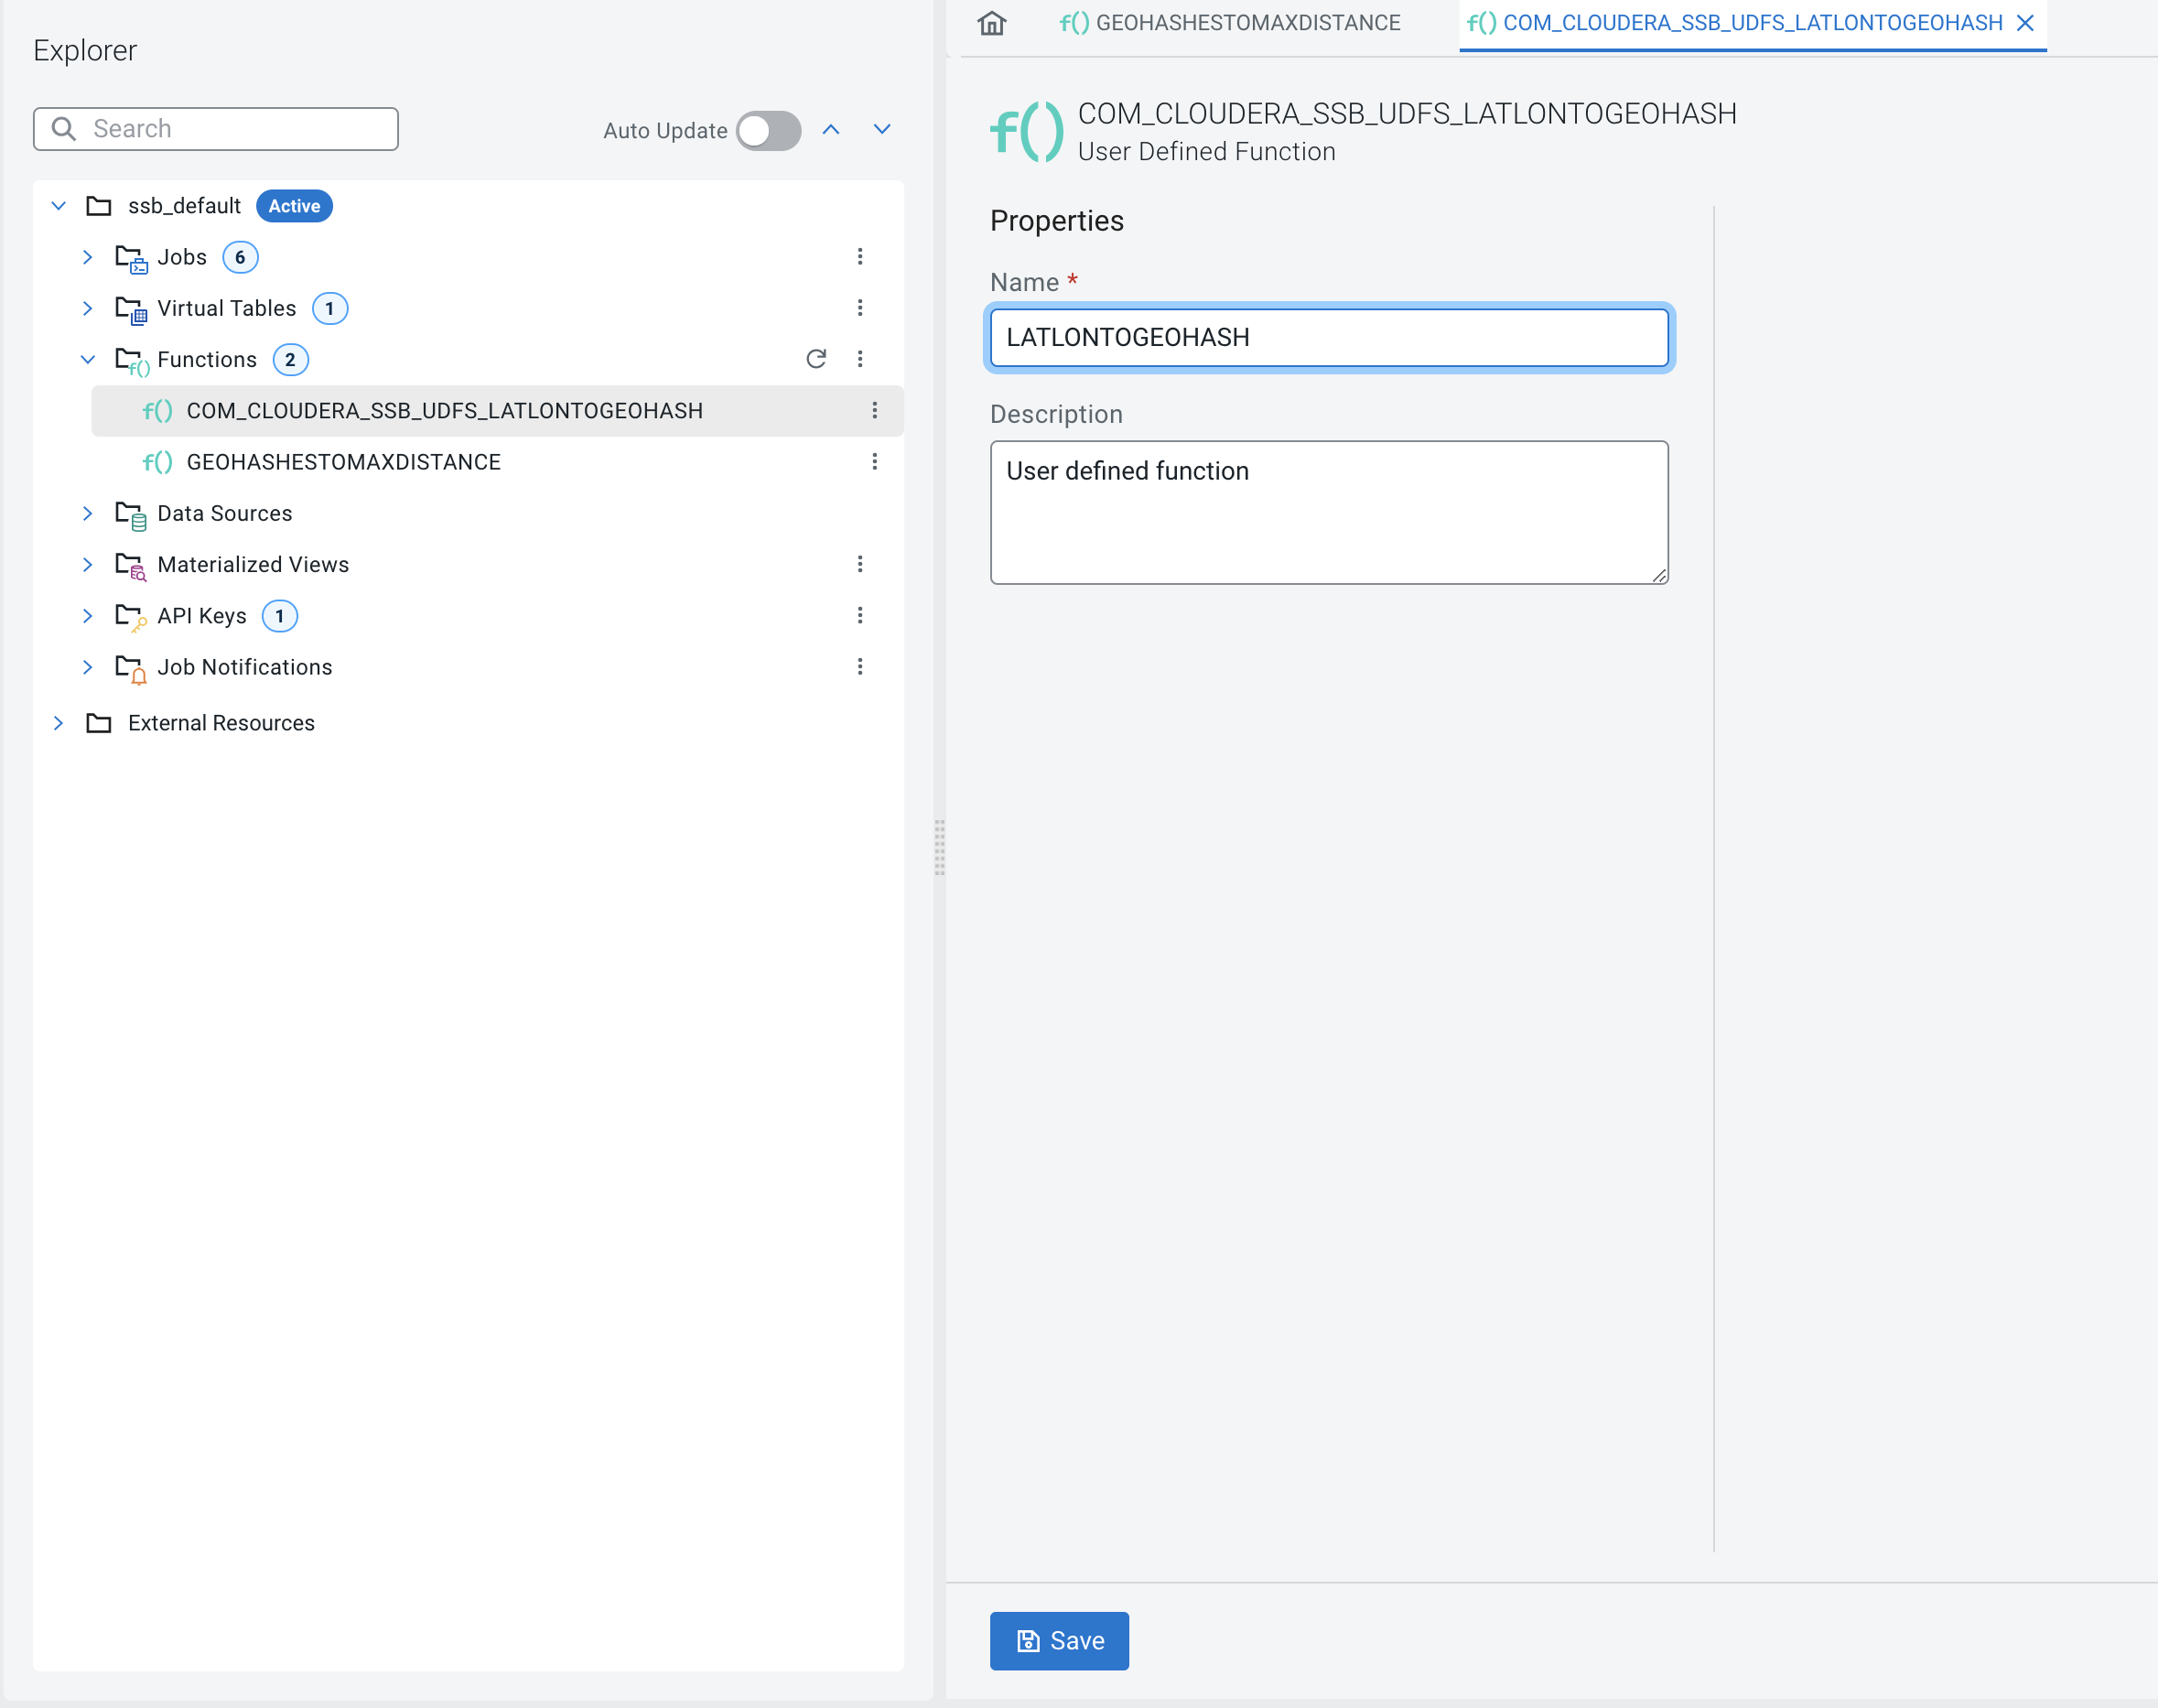 Explorer
Search
Auto Update
ssb_default Active
Jobs 6
Virtual Tables 1
f() Functions 2
f() COM_CLOUDERA_SSB_UDFS_LATLONTOGEOHASH
f() GEOHASHESTOMAXDISTANCE
Data Sources
Materialized Views
API Keys 1
Job Notifications
External Resources
f() GEOHASHESTOMAXDISTANCE
f() COM_CLOUDERA_SSB_UDFS_LATLONTOGEOHASH
f() COM_CLOUDERA_SSB_UDFS_LATLONTOGEOHASH
User Defined Function
Properties
Name *
LATLONTOGEOHASH
Description
User defined function
Save